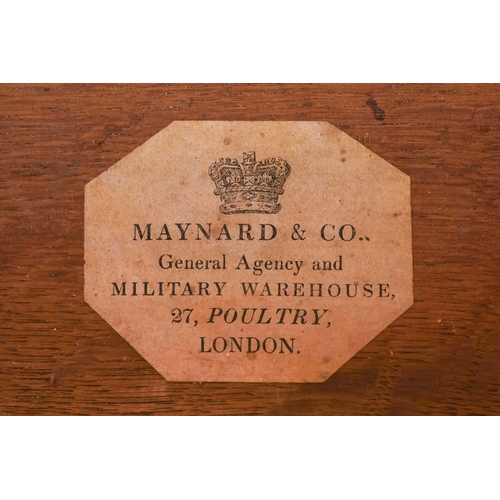 MAYNARD & CO..
General Agency and
MILITARY WAREHOUSE,
27, POULTRY,
LONDON.